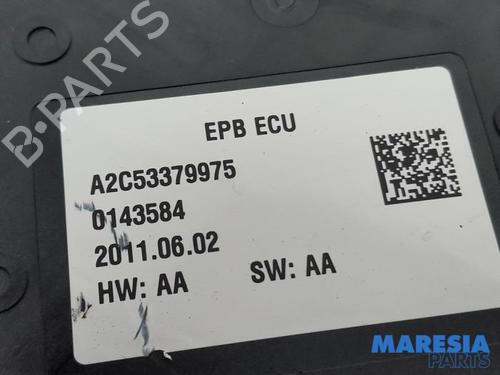 B-PARTS
EPB ECU
A2C53379975
0143584
2011.06.02
HW: AA SW: AA
MARESIA
PARTS